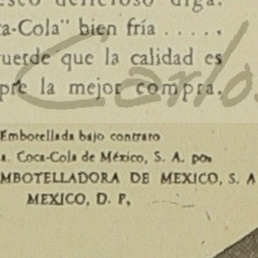 esco delicioso diga:
ca-Cola" bien fría .....,
uerde que la calidad es
pre la mejor compra.
Carlos
Embotellada bajo contrato
a. Coca-Cola de México, S. A. por
MBOTELLADORA DE MEXICO, S. A
MEXICO, D. F,